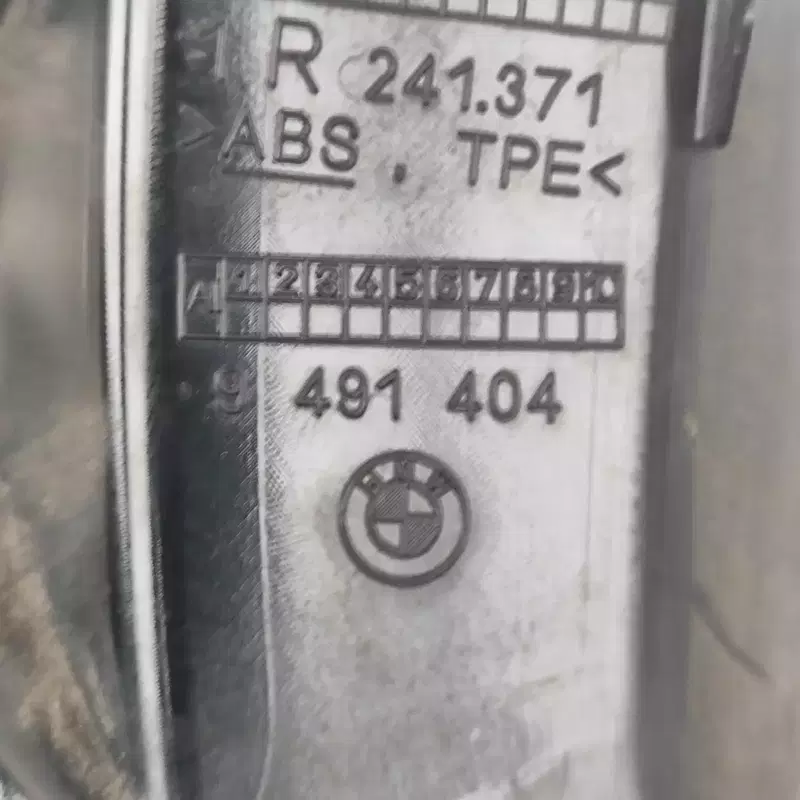 R 241.371
>ABS . TPE<
A 1 2 3 4 5 6 7 8 9 10
9 491 404
BMW